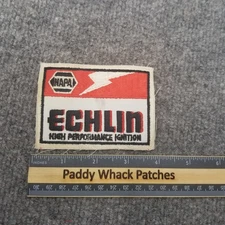 NAPA
ECHLIN
HIGH PERFORMANCE IGNITION
Paddy Whack Patches